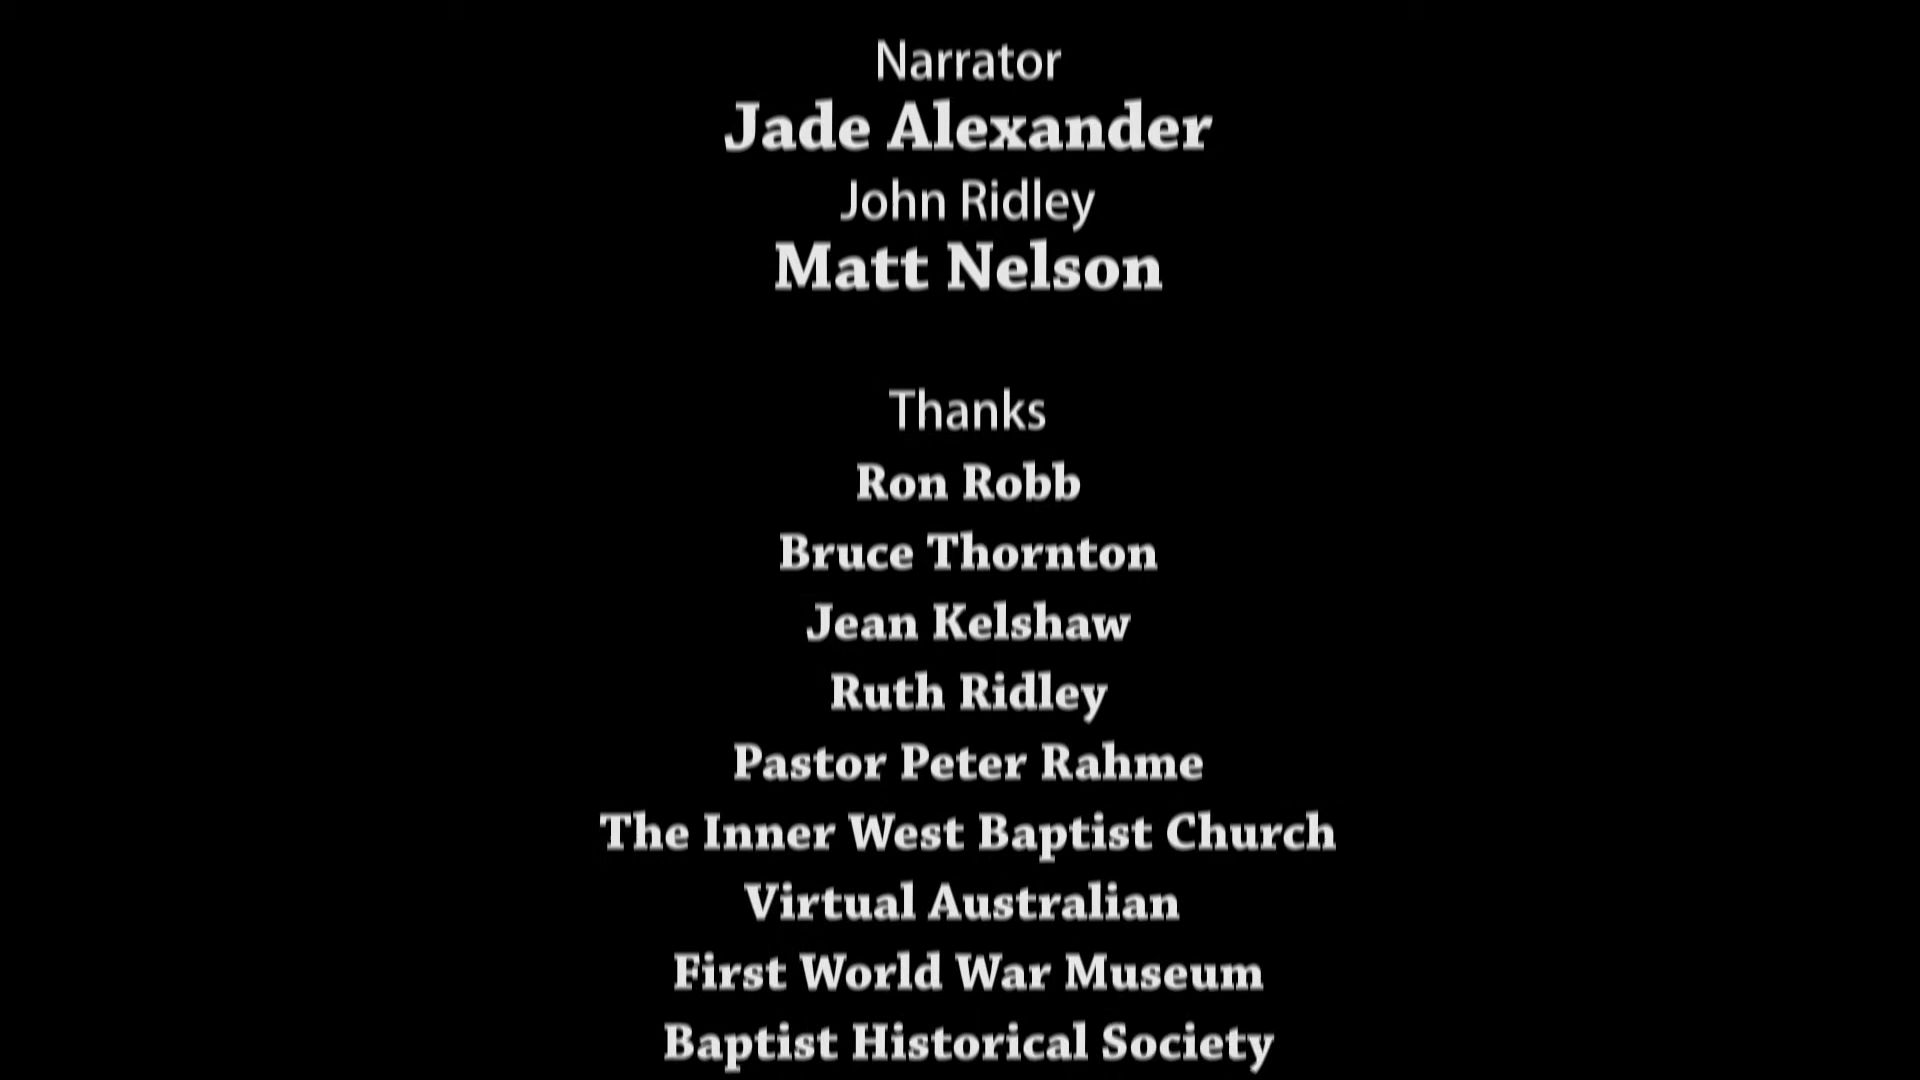 Narrator
Jade Alexander
John Ridley
Matt Nelson
Thanks
Ron Robb
Bruce Thornton
Jean Kelshaw
Ruth Ridley
Pastor Peter Rahme
The Inner West Baptist Church
Virtual Australian
First World War Museum
Baptist Historical Society